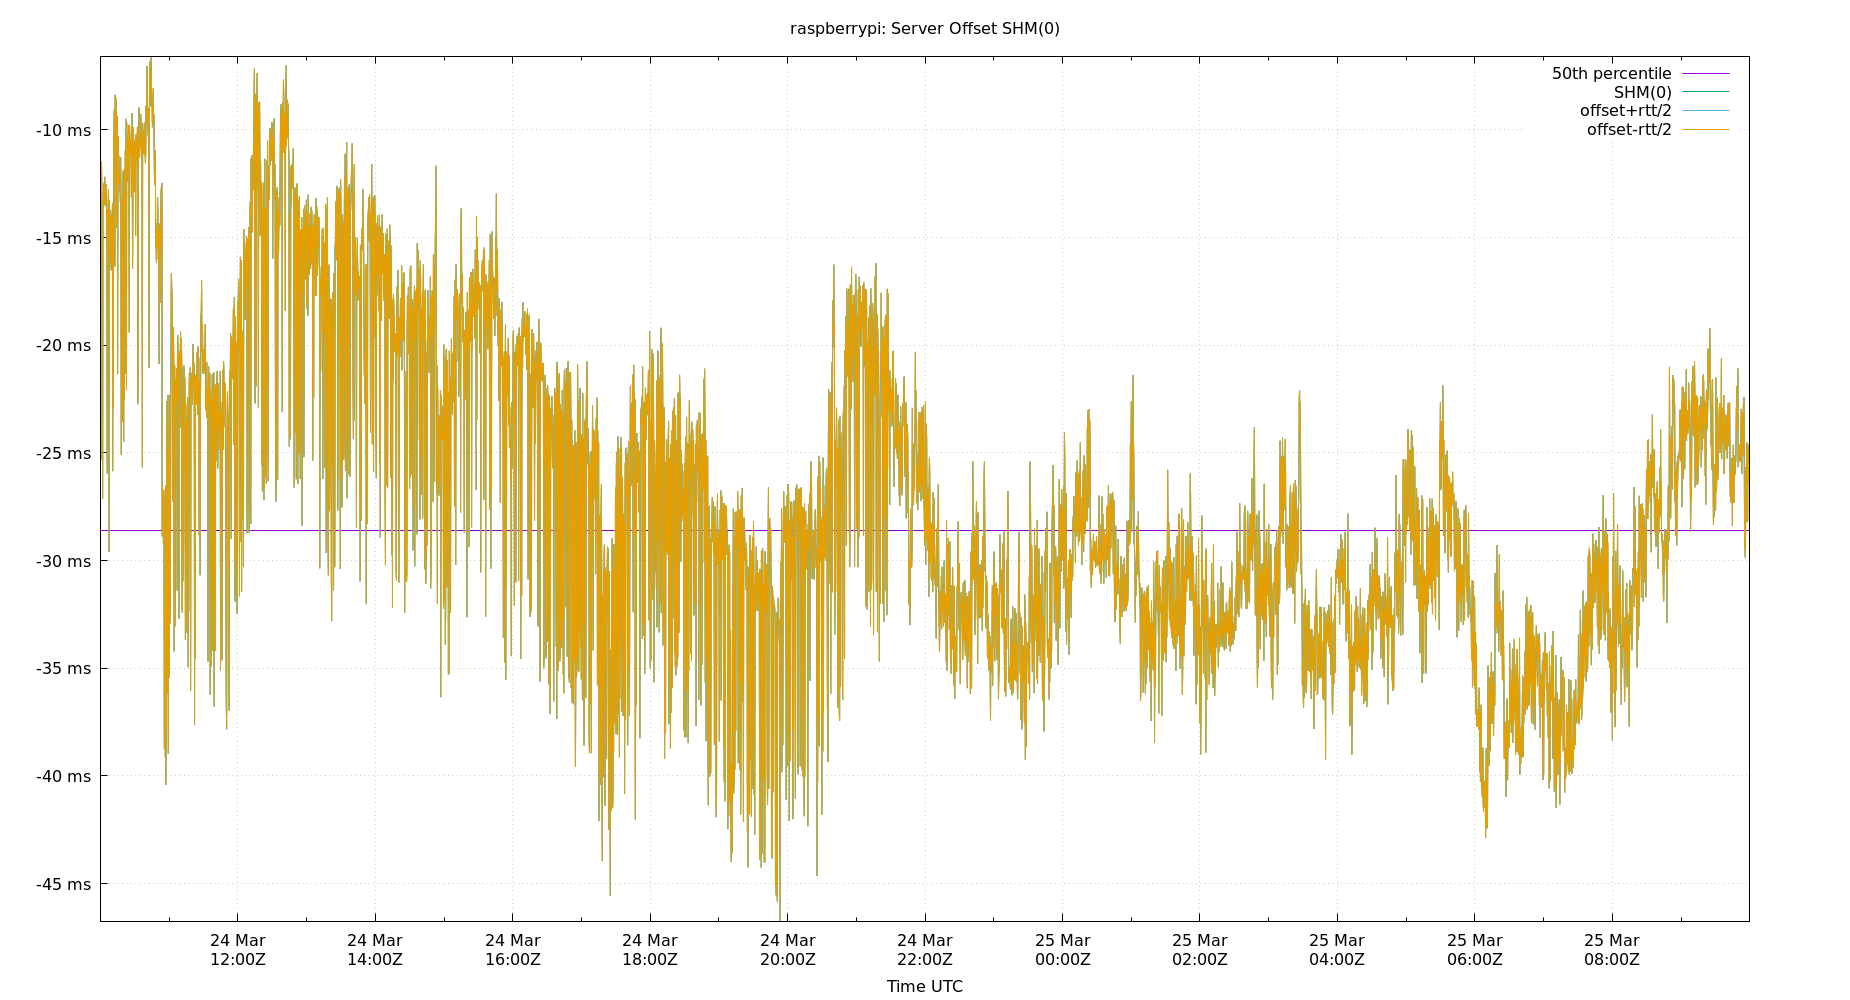 raspberrypi: Server Offset SHM(0)
50th percentile
SHM(0)
offset+rtt/2
offset-rtt/2
-10 ms
-15 ms
-20 ms
-25 ms
-30 ms
-35 ms
-40 ms
-45 ms
24 Mar 24 Mar 24 Mar 24 Mar 24 Mar 24 Mar 25 Mar 25 Mar 25 Mar 25 Mar 25 Mar
12:00Z 14:00Z 16:00Z 18:00Z 20:00Z 22:00Z 00:00Z 02:00Z 04:00Z 06:00Z 08:00Z
Time UTC